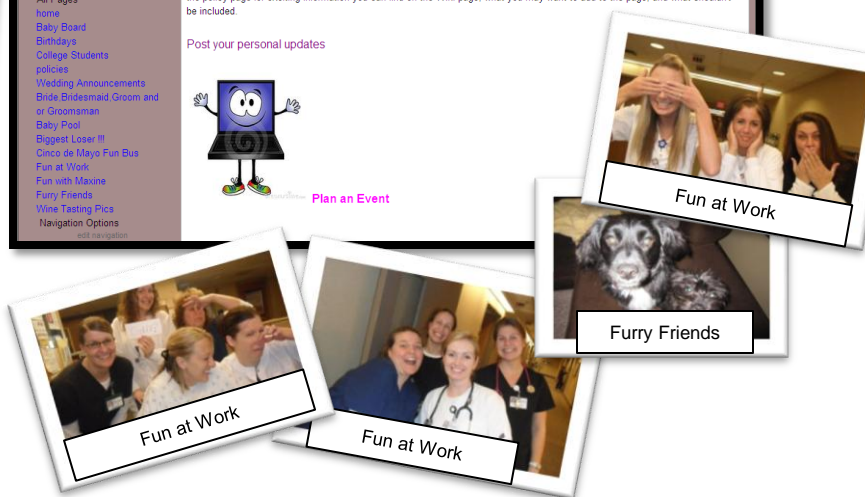 be included.
home
Baby Board
Birthdays
College Students
policies
Wedding Announcements
Bride,Bridesmaid,Groom and
or Groomsman
Baby Pool
Biggest Loser !!!
Cinco de Mayo Fun Bus
Fun at Work
Fun with Maxine
Furry Friends
Wine Tasting Pics
Navigation Options
edit navigation
Post your personal updates
Plan an Event
Fun at Work
Furry Friends
Fun at Work
Fun at Work